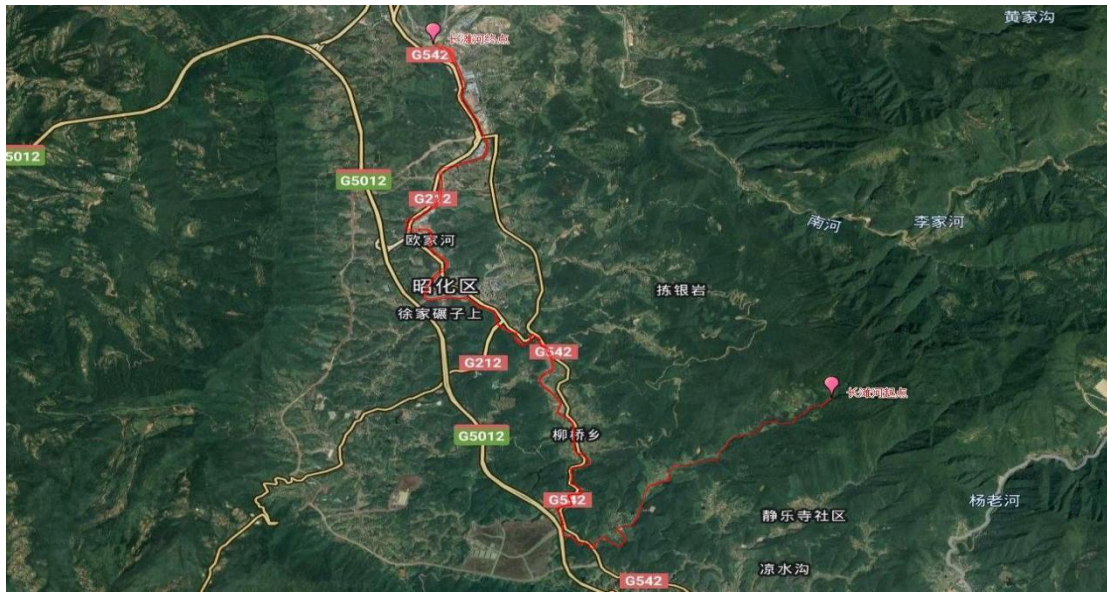 黄家沟
长滩河终点
G542
5012
G5012
G212
南河
李家河
欧家河
昭化区
拣银岩
徐家碾子上
G542
G212
长滩河起点
柳桥乡
G5012
G542
杨老河
静乐寺社区
凉水沟
G542